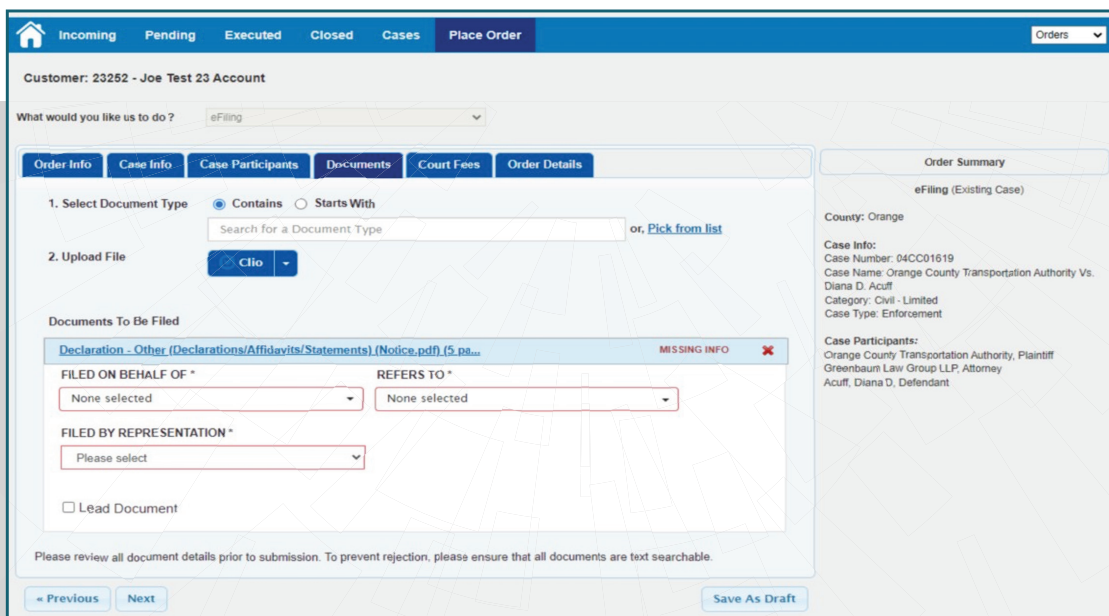 Incoming Pending Executed Closed Cases Place Order Orders
Customer: 23252 - Joe Test 23 Account
What would you like us to do ? eFiling
Order Info Case Info Case Participants Documents Court Fees Order Details
1. Select Document Type Contains Starts With
Search for a Document Type or, Pick from list
2. Upload File Clio
Documents To Be Filed
Declaration - Other (Declarations/Affidavits/Statements) (Notice.pdf) (5 pa... MISSING INFO
FILED ON BEHALF OF * REFERS TO *
None selected None selected
FILED BY REPRESENTATION *
Please select
Lead Document
Please review all document details prior to submission. To prevent rejection, please ensure that all documents are text searchable.
« Previous Next Save As Draft
Order Summary
eFiling (Existing Case)
County: Orange
Case Info:
Case Number: 04CC01619
Case Name: Orange County Transportation Authority Vs.
Diana D. Acuff
Category: Civil - Limited
Case Type: Enforcement
Case Participants:
Orange County Transportation Authority, Plaintiff
Greenbaum Law Group LLP, Attorney
Acuff, Diana D, Defendant